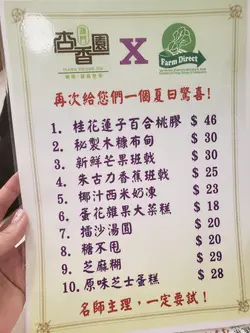 杏香園
X
Farm Direct
再次給您們一個夏日驚喜!
1. 桂花蓮子百合桃膠 $ 46
2. 秘製木糠布甸 $ 30
3. 新鮮芒果班戟 $ 30
4. 朱古力香蕉班戟 $ 25
5. 椰汁西米奶凍 $ 23
6. 蛋花雜果大菜糕 $ 18
7. 擂沙湯圓 $ 20
8. 糖不甩 $ 20
9. 芝麻糊 $ 29
10. 原味芝士蛋糕 $ 28
名師主理，一定要試!